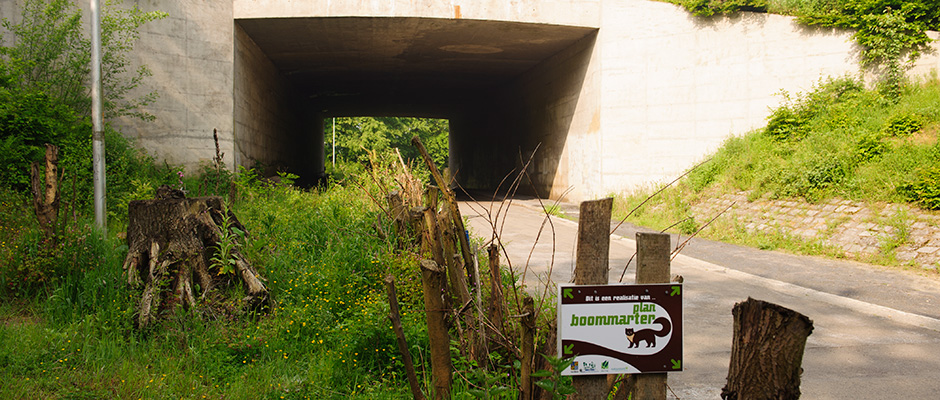 Dit is een realisatie van ..
plan
boommarter